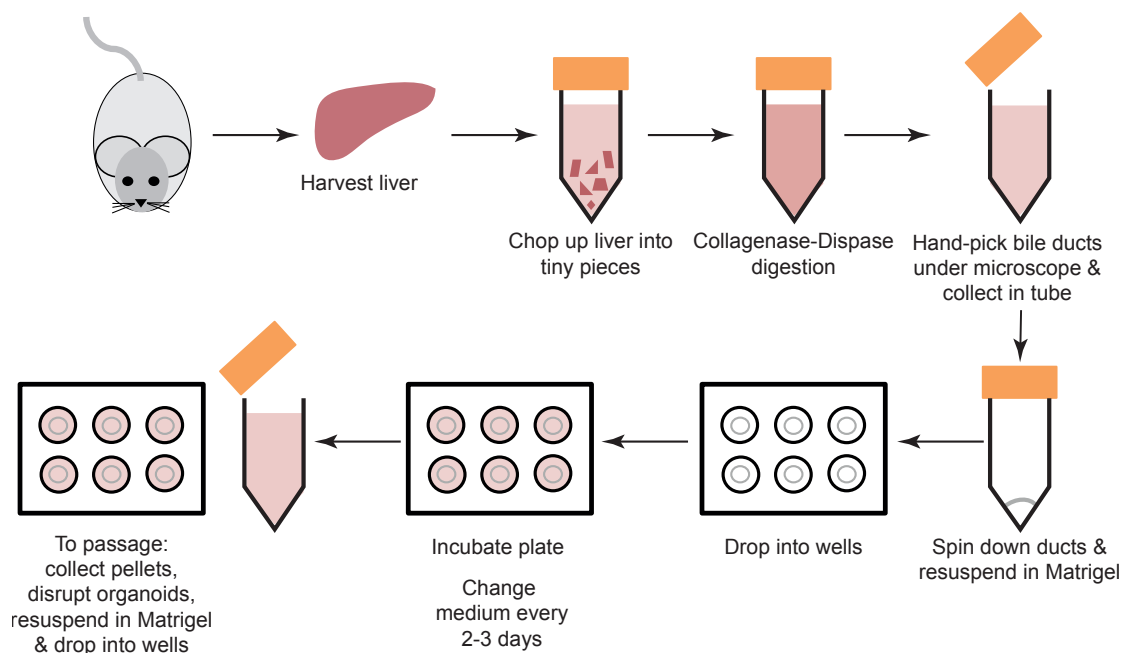 Harvest liver
Chop up liver into
tiny pieces
Collagenase-Dispase
digestion
Hand-pick bile ducts
under microscope &
collect in tube
Spin down ducts &
resuspend in Matrigel
Drop into wells
Incubate plate
Change
medium every
2-3 days
To passage:
collect pellets,
disrupt organoids,
resuspend in Matrigel
& drop into wells